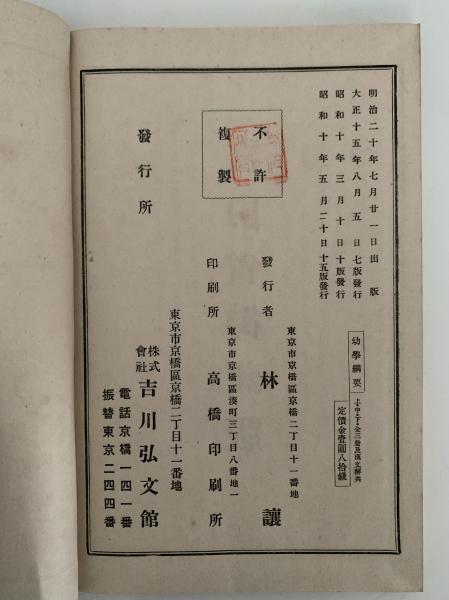 明治二十年七月廿一日出版
大正十五年八月五日七版發行
昭和十年三月十日十版發行
昭和十年五月二十日十五版發行
幼學綱要
定價金壹圓八拾錢
不許
複製
發行者 林讓
東京市京橋區京橋二丁目十一番地
印刷所 高橋印刷所
東京市京橋區湊町三丁目八番地一
發行所
東京市京橋區京橋二丁目十一番地
株式會社 吉川弘文館
電話京橋一四一番
振替東京二四四番